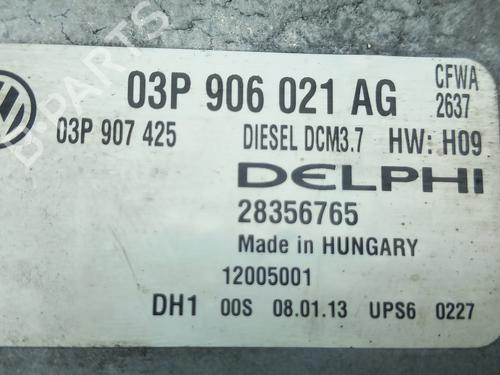 03P 906 021 AG CFWA
2637
03P 907 425 DIESEL DCM3.7 HW: H09
DELPHI
28356765
Made in HUNGARY
12005001
DH1 00S 08.01.13 UPS6 0227
B PARTS